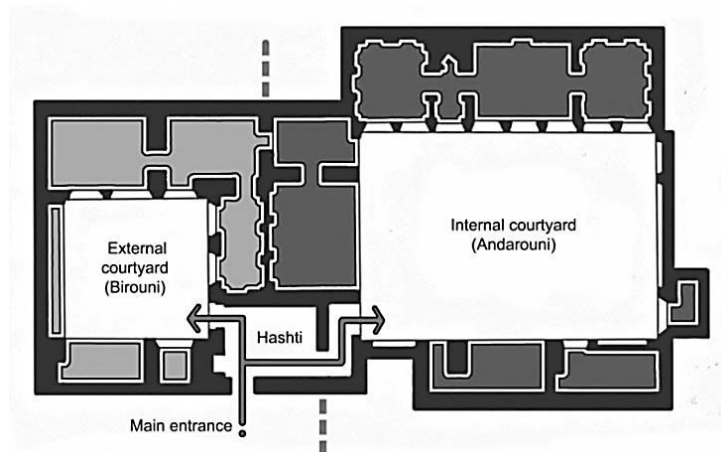 External
courtyard
(Birouni)
Internal courtyard
(Andarouni)
Hashti
Main entrance